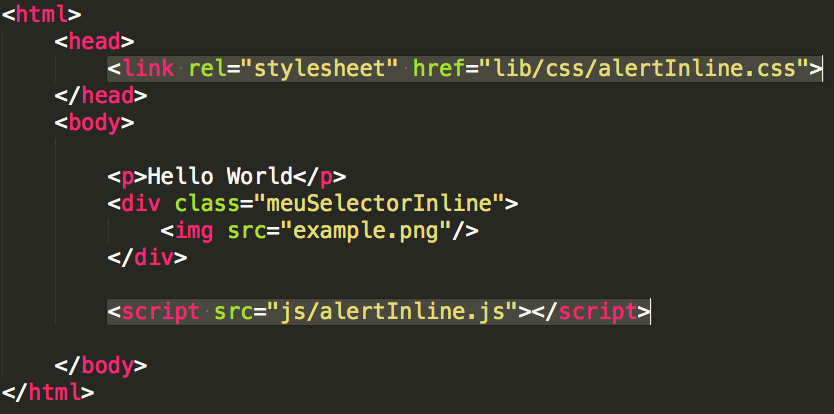 <html>
<head>
<link rel="stylesheet" href="lib/css/alertInline.css">
</head>
<body>
<p>Hello World</p>
<div class="meuSelectorInline">
<img src="example.png"/>
</div>
<script src="js/alertInline.js"></script>
</body>
</html>